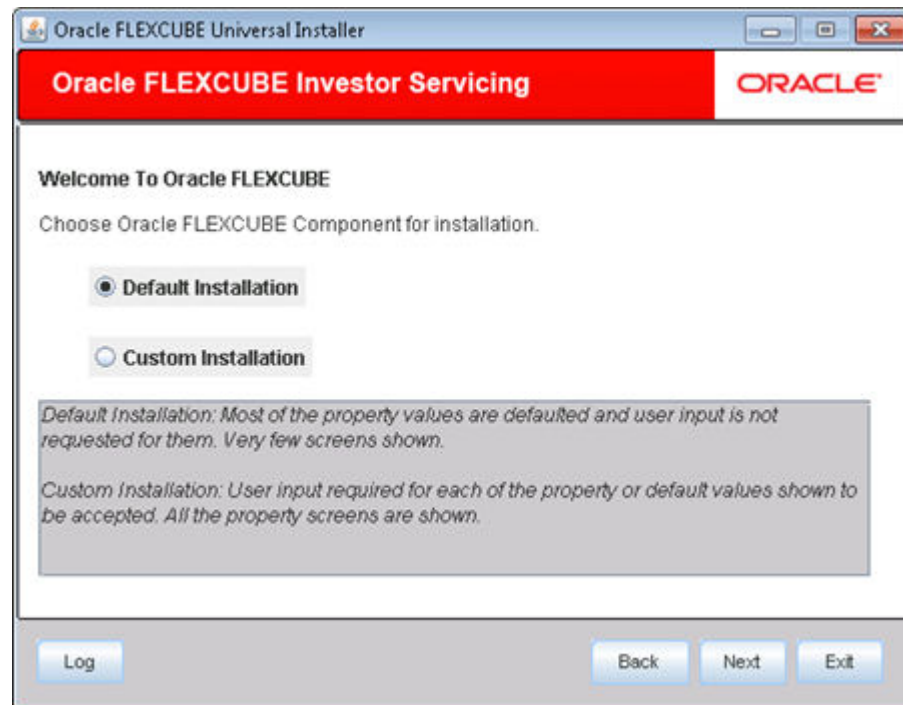 Oracle FLEXCUBE Universal Installer
Oracle FLEXCUBE Investor Servicing
ORACLE
Welcome To Oracle FLEXCUBE
Choose Oracle FLEXCUBE Component for installation.
Default Installation
Custom Installation
Default Installation: Most of the property values are defaulted and user input is not
requested for them. Very few screens shown.
Custom Installation: User input required for each of the property or default values shown to
be accepted. All the property screens are shown.
Log
Back
Next
Exit